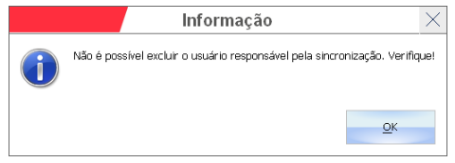 Informação
Não é possível excluir o usuário responsável pela sincronização. Verifique!
OK